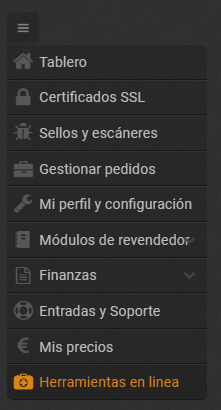 Tablero
Certificados SSL
Sellos y escáneres
Gestionar pedidos
Mi perfil y configuración
Módulos de revendedor
Finanzas
Entradas y Soporte
Mis precios
Herramientas en linea